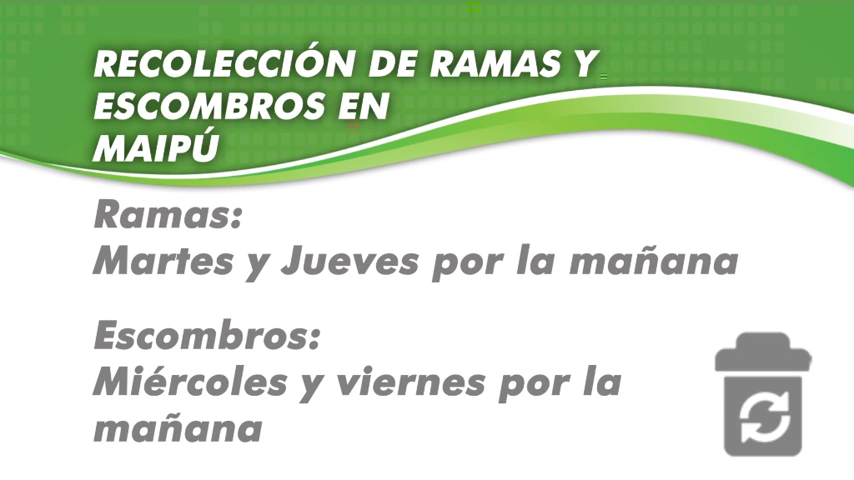 RECOLECCIÓN DE RAMAS Y
ESCOMBROS EN
MAIPÚ
Ramas:
Martes y Jueves por la mañana
Escombros:
Miércoles y viernes por la
mañana